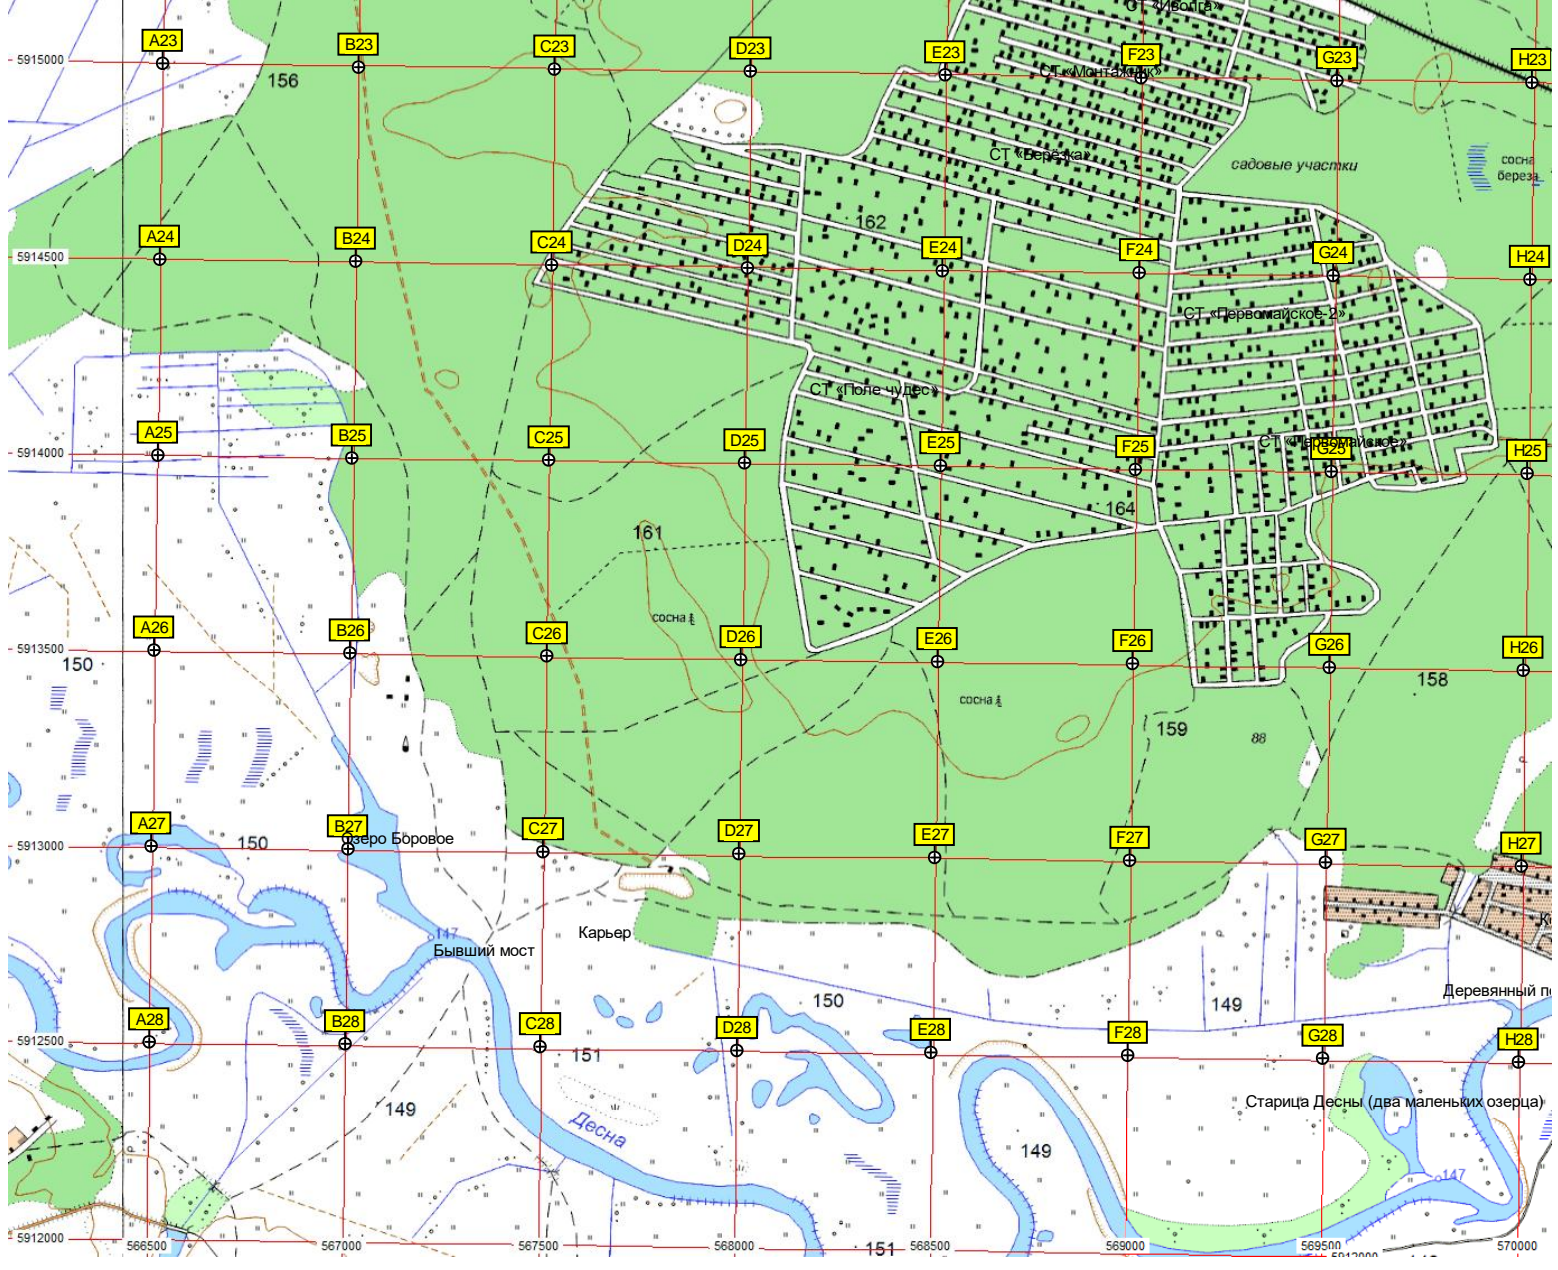 СТ «Иволга»
A23
B23
C23
D23
E23
F23
G23
H23
5915000
156
СТ «Монтажник»
СТ «Берёзка»
садовые участки
сосна
береза
162
A24
B24
C24
D24
E24
F24
G24
H24
5914500
СТ «Первомайское-2»
СТ «Поле чудес»
A25
B25
C25
D25
E25
F25
СТ «Первомайское»
G25
H25
5914000
164
161
сосна
A26
B26
C26
D26
E26
F26
G26
H26
5913500
150
158
сосна
159
88
A27
B27
C27
D27
E27
F27
G27
H27
5913000
150
Озеро Боровое
147
Карьер
Бывший мост
150
149
Деревянный п
A28
B28
C28
D28
E28
F28
G28
H28
5912500
151
149
Десна
Старица Десны (два маленьких озерца)
149
147
5912000
566500
567000
567500
568000
151
568500
569000
569500
570000
5912000